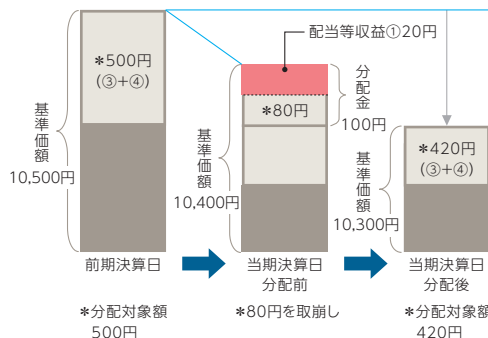 配当等収益①20円
*500円
(③+④)
分配金
100円
*80円
基準価額
10,500円
基準価額
10,400円
*420円
(③+④)
基準価額
10,300円
前期決算日
当期決算日
分配前
当期決算日
分配後
*分配対象額
500円
*80円を取崩し
*分配対象額
420円